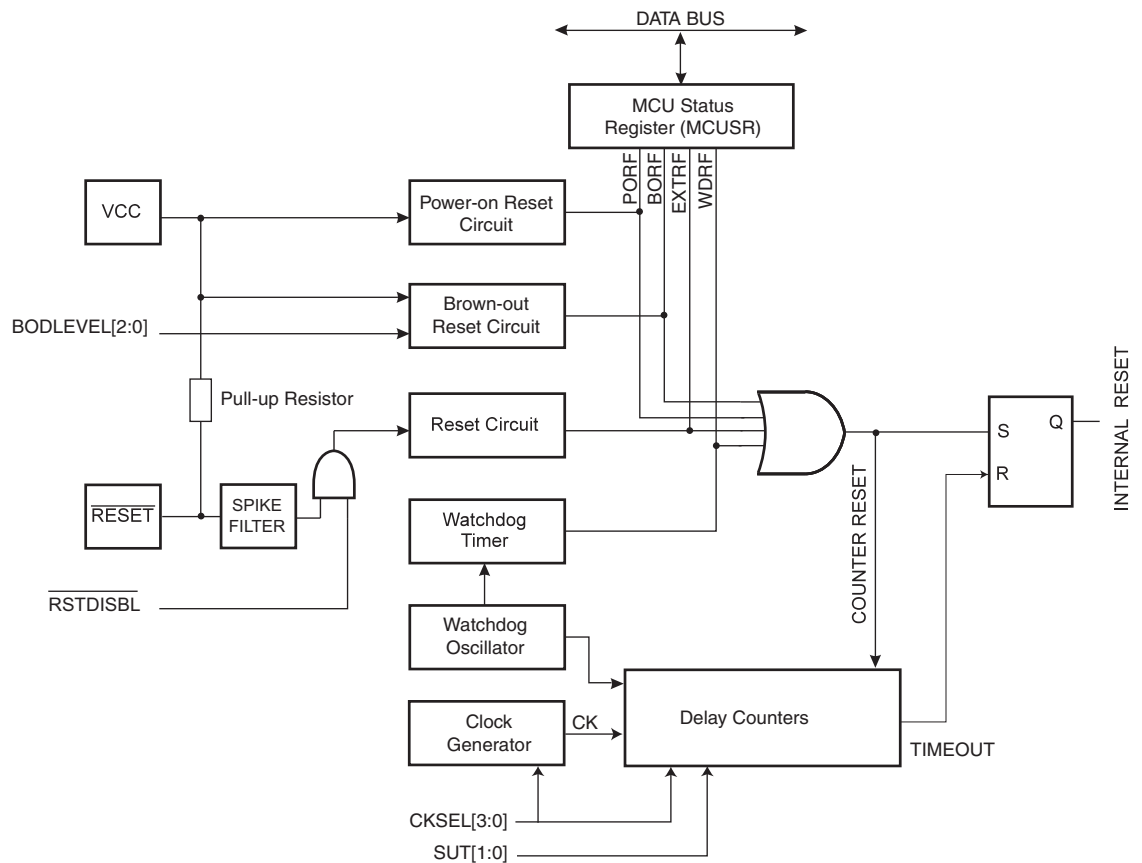 DATA BUS
MCU Status
Register (MCUSR)
PORF
BORF
EXTRF
WDRF
VCC
Power-on Reset
Circuit
Brown-out
Reset Circuit
BODLEVEL[2:0]
Pull-up Resistor
Reset Circuit
S
Q
R
INTERNAL RESET
RESET
SPIKE
FILTER
Watchdog
Timer
COUNTER RESET
RSTDISBL
Watchdog
Oscillator
Clock
Generator
CK
Delay Counters
TIMEOUT
CKSEL[3:0]
SUT[1:0]